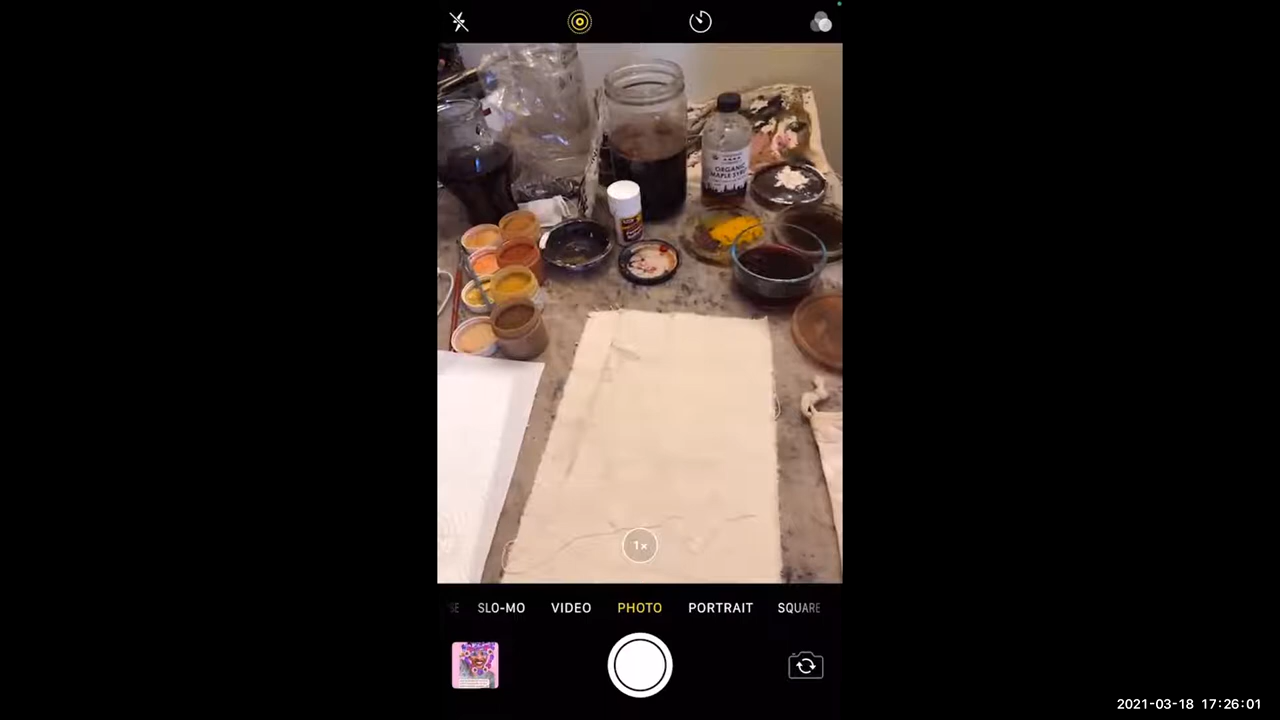 ORGANIC
MAPLE SYRUP
1×
SLO-MO VIDEO PHOTO PORTRAIT SQUARE
2021-03-18 17:26:01